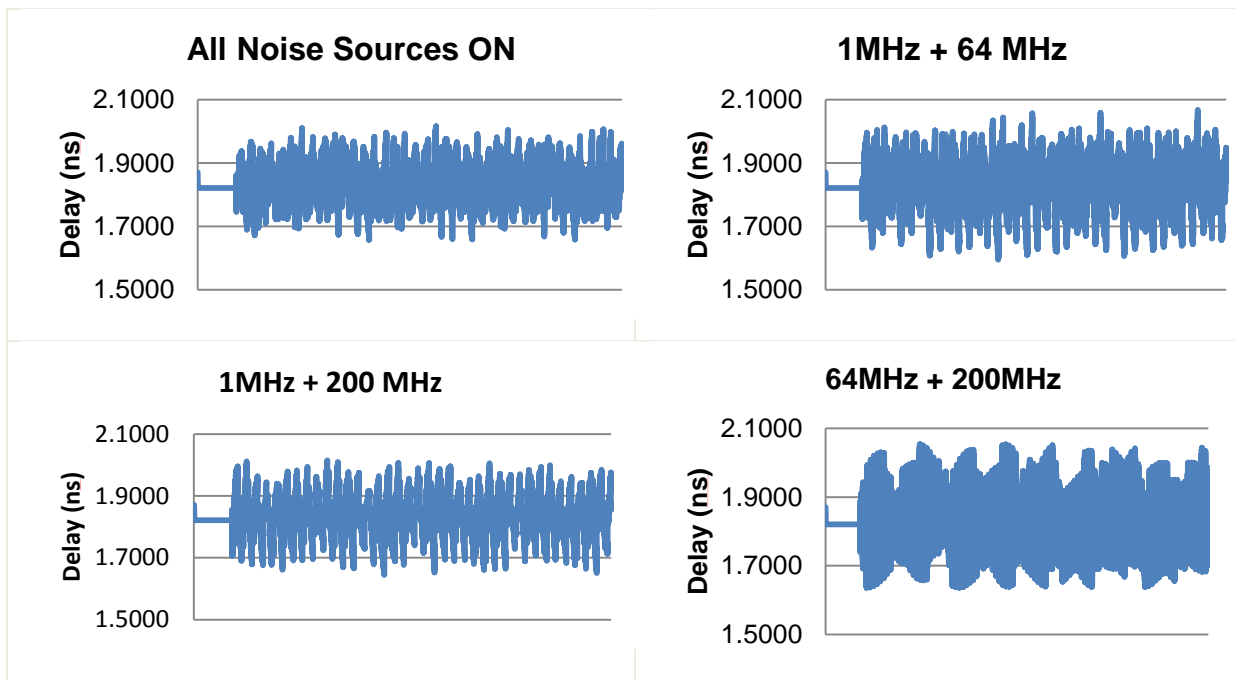 All Noise Sources ON
2.1000
1.9000
1.7000
1.5000
Delay (ns)
1MHz + 64 MHz
2.1000
1.9000
1.7000
1.5000
Delay (ns)
1MHz + 200 MHz
2.1000
1.9000
1.7000
1.5000
Delay (ns)
64MHz + 200MHz
2.1000
1.9000
1.7000
1.5000
Delay (ns)